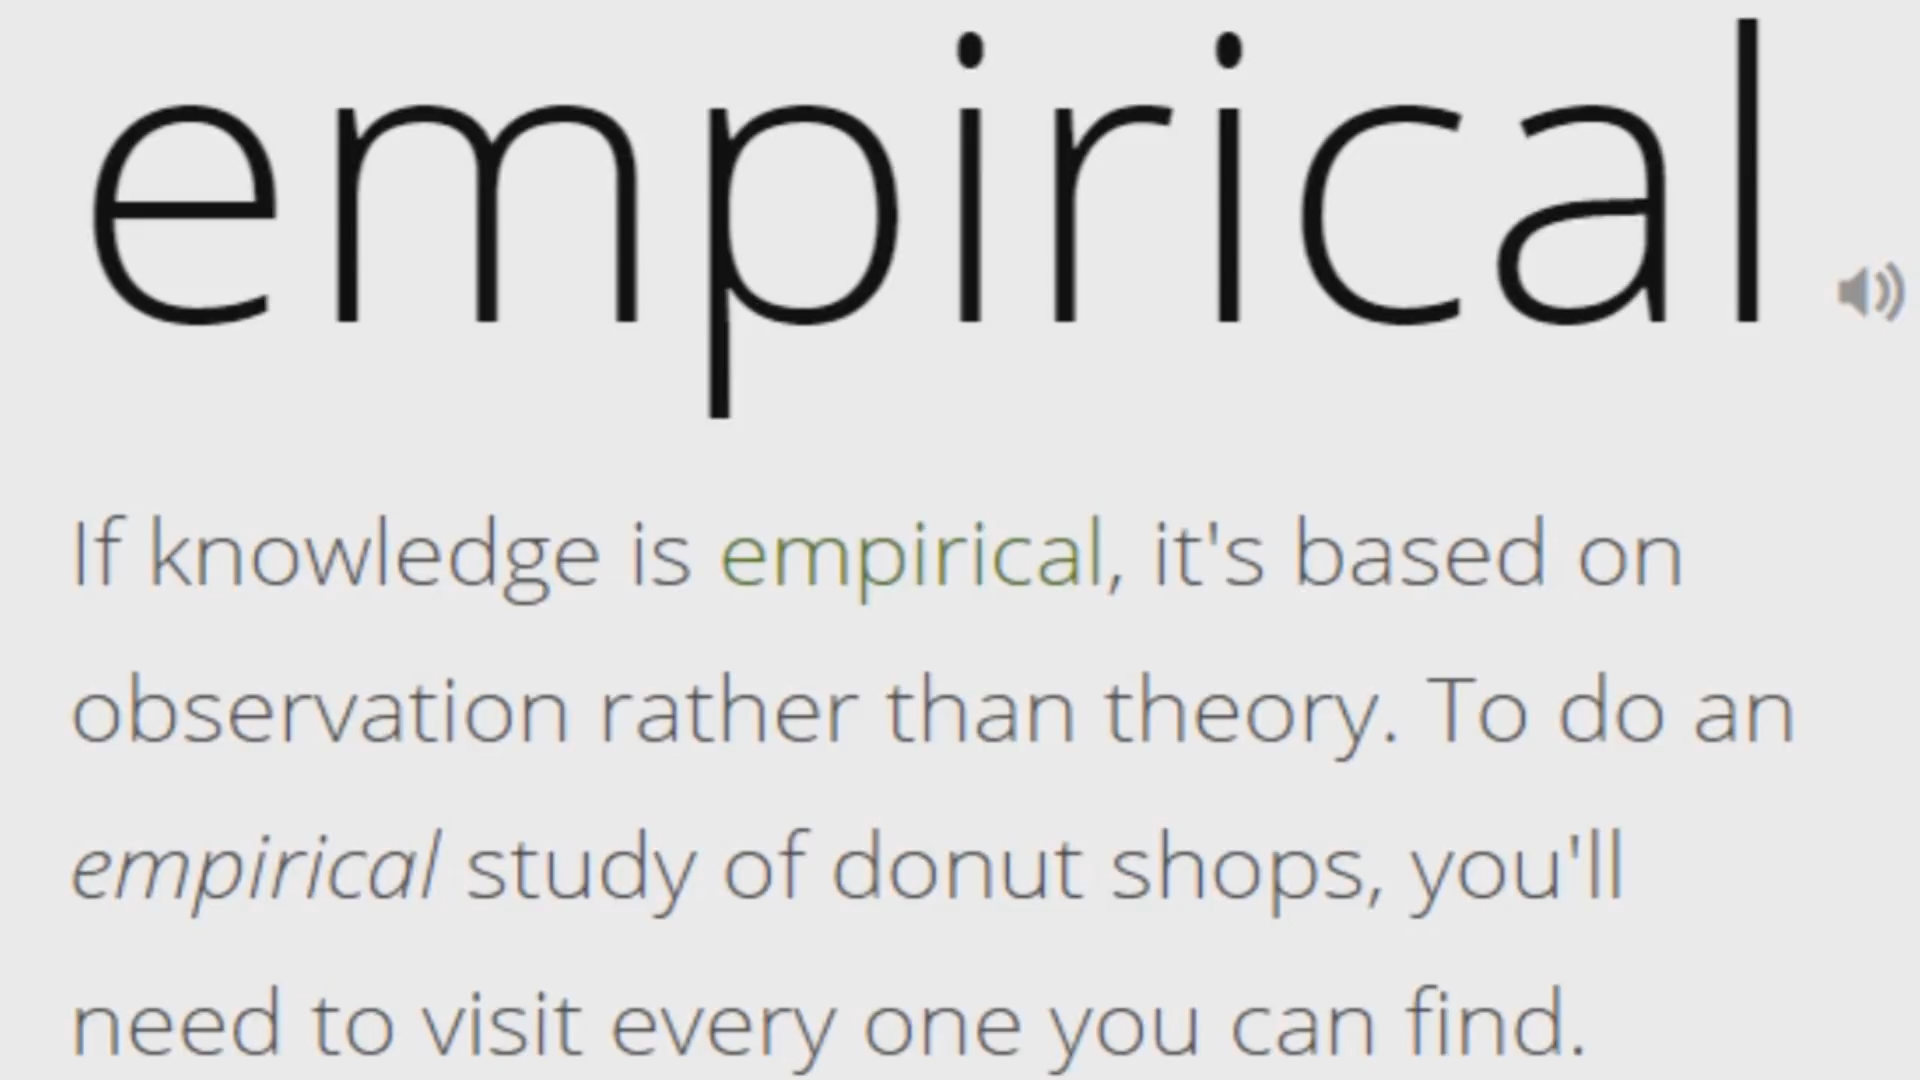 empirical
If knowledge is empirical, it's based on
observation rather than theory. To do an
empirical study of donut shops, you'll
need to visit every one you can find.